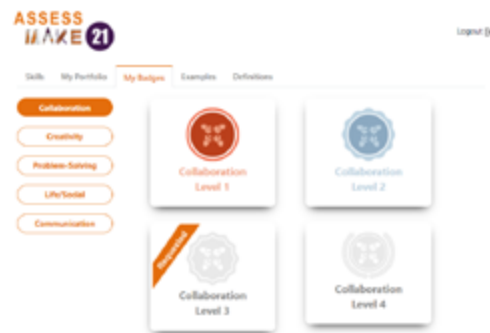 ASSESS
MAKE 21
Logout
Skills My Portfolio My Badges Examples Definitions
Collaboration
Creativity
Problem-Solving
Life/Social
Communication
Collaboration
Level 1
Collaboration
Level 2
Requested
Collaboration
Level 3
Collaboration
Level 4